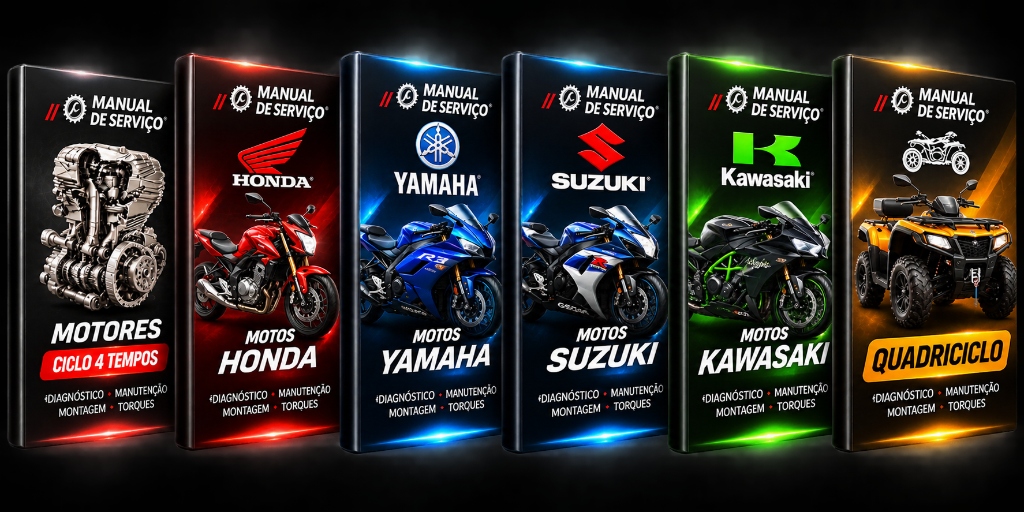 MANUAL
DE SERVIÇO®
MOTORES
CICLO 4 TEMPOS
DIAGNÓSTICO • MANUTENÇÃO
MONTAGEM • TORQUES
MANUAL
DE SERVIÇO®
HONDA®
MOTOS
HONDA
DIAGNÓSTICO • MANUTENÇÃO
MONTAGEM • TORQUES
MANUAL
DE SERVIÇO®
YAMAHA®
R3
MOTOS
YAMAHA
DIAGNÓSTICO • MANUTENÇÃO
MONTAGEM • TORQUES
MANUAL
DE SERVIÇO®
SUZUKI®
R
MOTOS
SUZUKI
DIAGNÓSTICO • MANUTENÇÃO
MONTAGEM • TORQUES
MANUAL
DE SERVIÇO®
K
Kawasaki®
Ninja
MOTOS
KAWASAKI
DIAGNÓSTICO • MANUTENÇÃO
MONTAGEM • TORQUES
MANUAL
DE SERVIÇO®
QUADRICICLO
DIAGNÓSTICO • MANUTENÇÃO
MONTAGEM • TORQUES